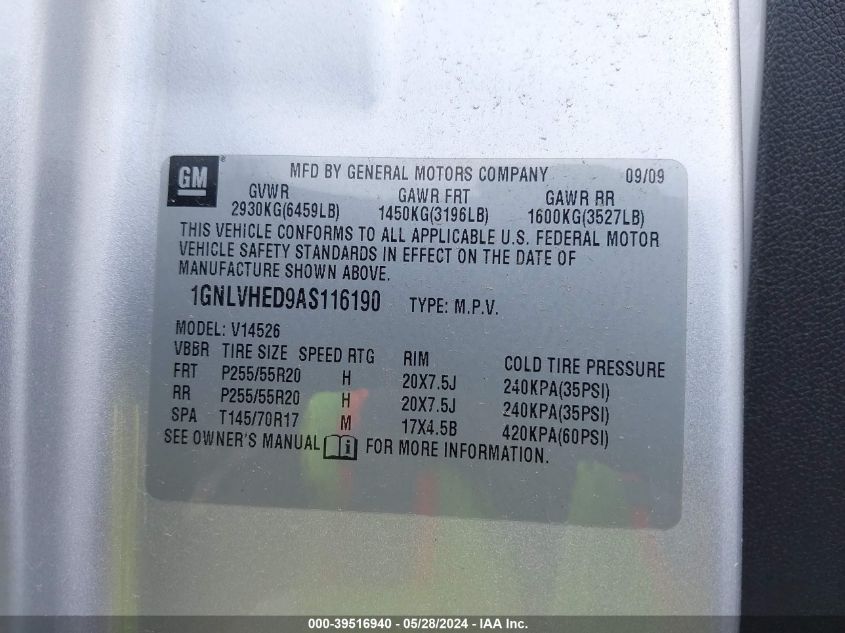 GM ® MFD BY GENERAL MOTORS COMPANY 09/09
GVWR GAWR FRT GAWR RR
2930KG(6459LB) 1450KG(3196LB) 1600KG(3527LB)
THIS VEHICLE CONFORMS TO ALL APPLICABLE U.S. FEDERAL MOTOR
VEHICLE SAFETY STANDARDS IN EFFECT ON THE DATE OF
MANUFACTURE SHOWN ABOVE.
1GNLVHED9AS116190 TYPE: M.P.V.
MODEL: V14526
VBBR TIRE SIZE SPEED RTG RIM COLD TIRE PRESSURE
FRT P255/55R20 H 20X7.5J 240KPA(35PSI)
RR P255/55R20 H 20X7.5J 240KPA(35PSI)
SPA T145/70R17 M 17X4.5B 420KPA(60PSI)
SEE OWNER'S MANUAL FOR MORE INFORMATION.
000-39516940 - 05/28/2024 - IAA Inc.